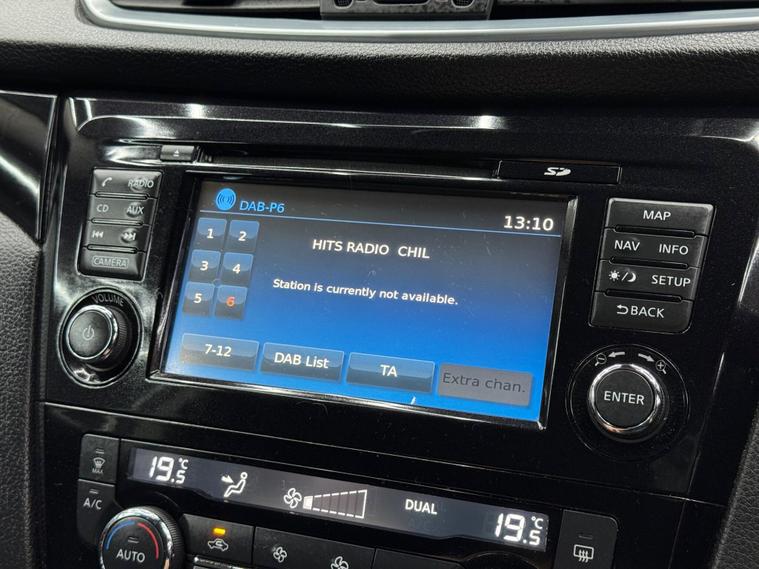 SD
RADIO
CD AUX
CAMERA
VOLUME
DAB-P6
13:10
1 2
3 4
5 6
HITS RADIO CHIL
Station is currently not available.
7-12
DAB List
TA
Extra chan.
MAP
NAV INFO
SETUP
BACK
ENTER
MAX
A/C
19.5°C
DUAL
19.5°C
AUTO